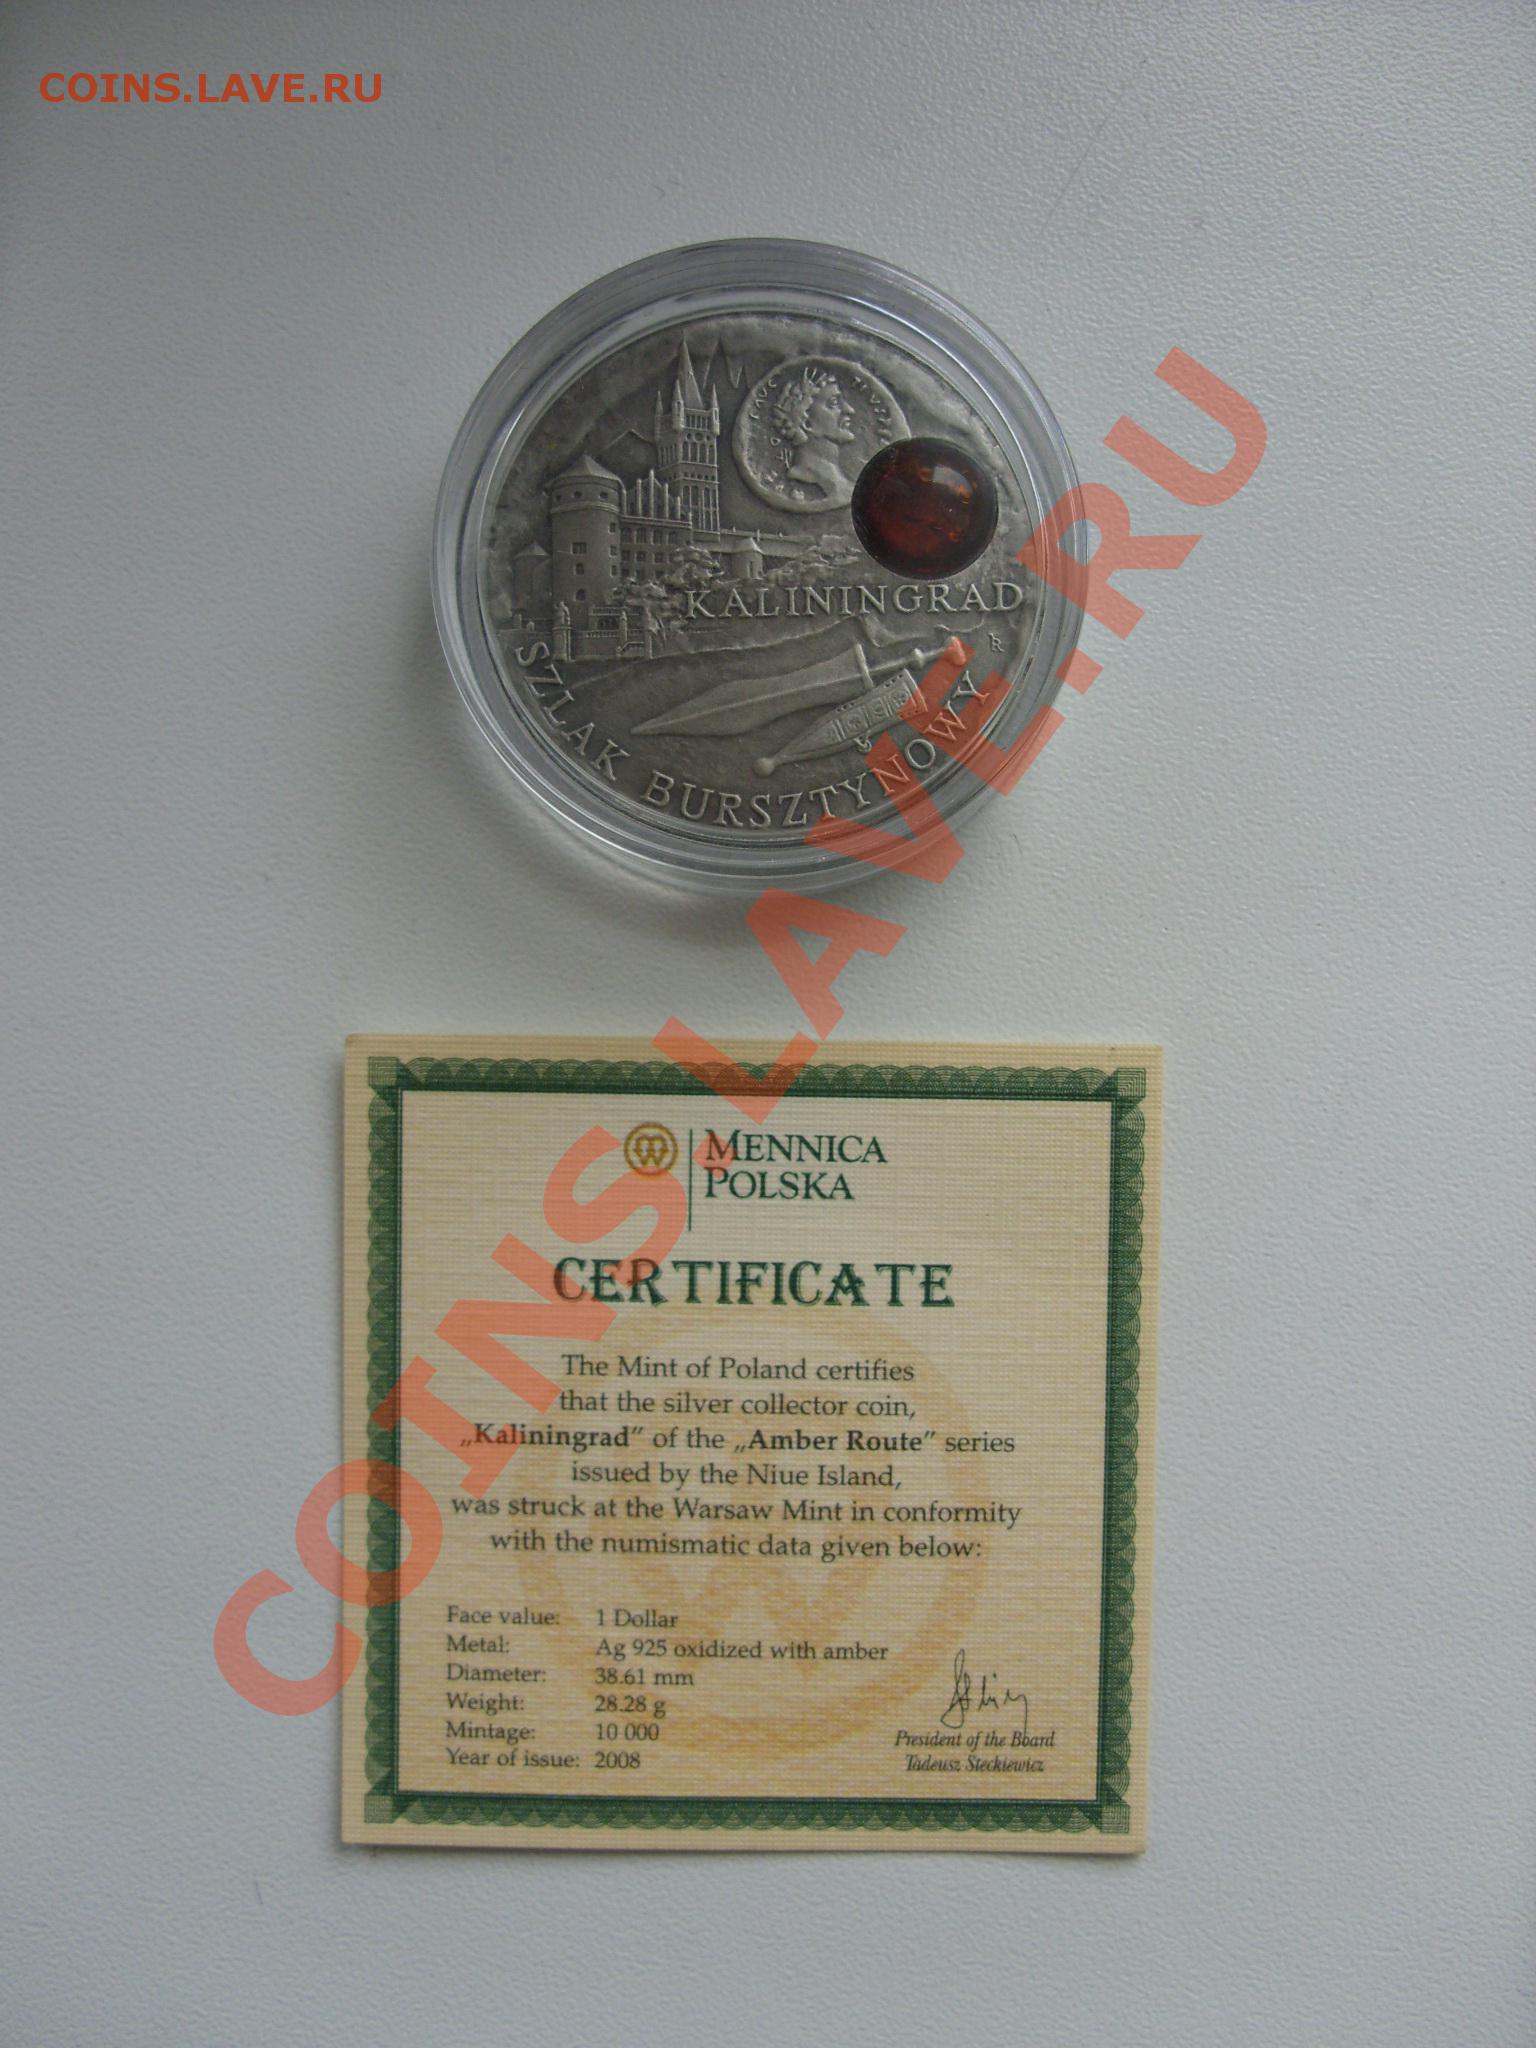 COINS.LAVE.RU
KALININGRAD
SZLAK BURSZTYNOWY
COINS.LAVE.RU
MENNICA
POLSKA
CERTIFICATE
The Mint of Poland certifies
that the silver collector coin,
„Kaliningrad” of the „Amber Route” series
issued by the Niue Island,
was struck at the Warsaw Mint in conformity
with the numismatic data given below:
Face value: 1 Dollar
Metal: Ag 925 oxidized with amber
Diameter: 38.61 mm
Weight: 28.28 g
Mintage: 10 000
Year of issue: 2008
President of the Board
Tadeusz Steckiewicz